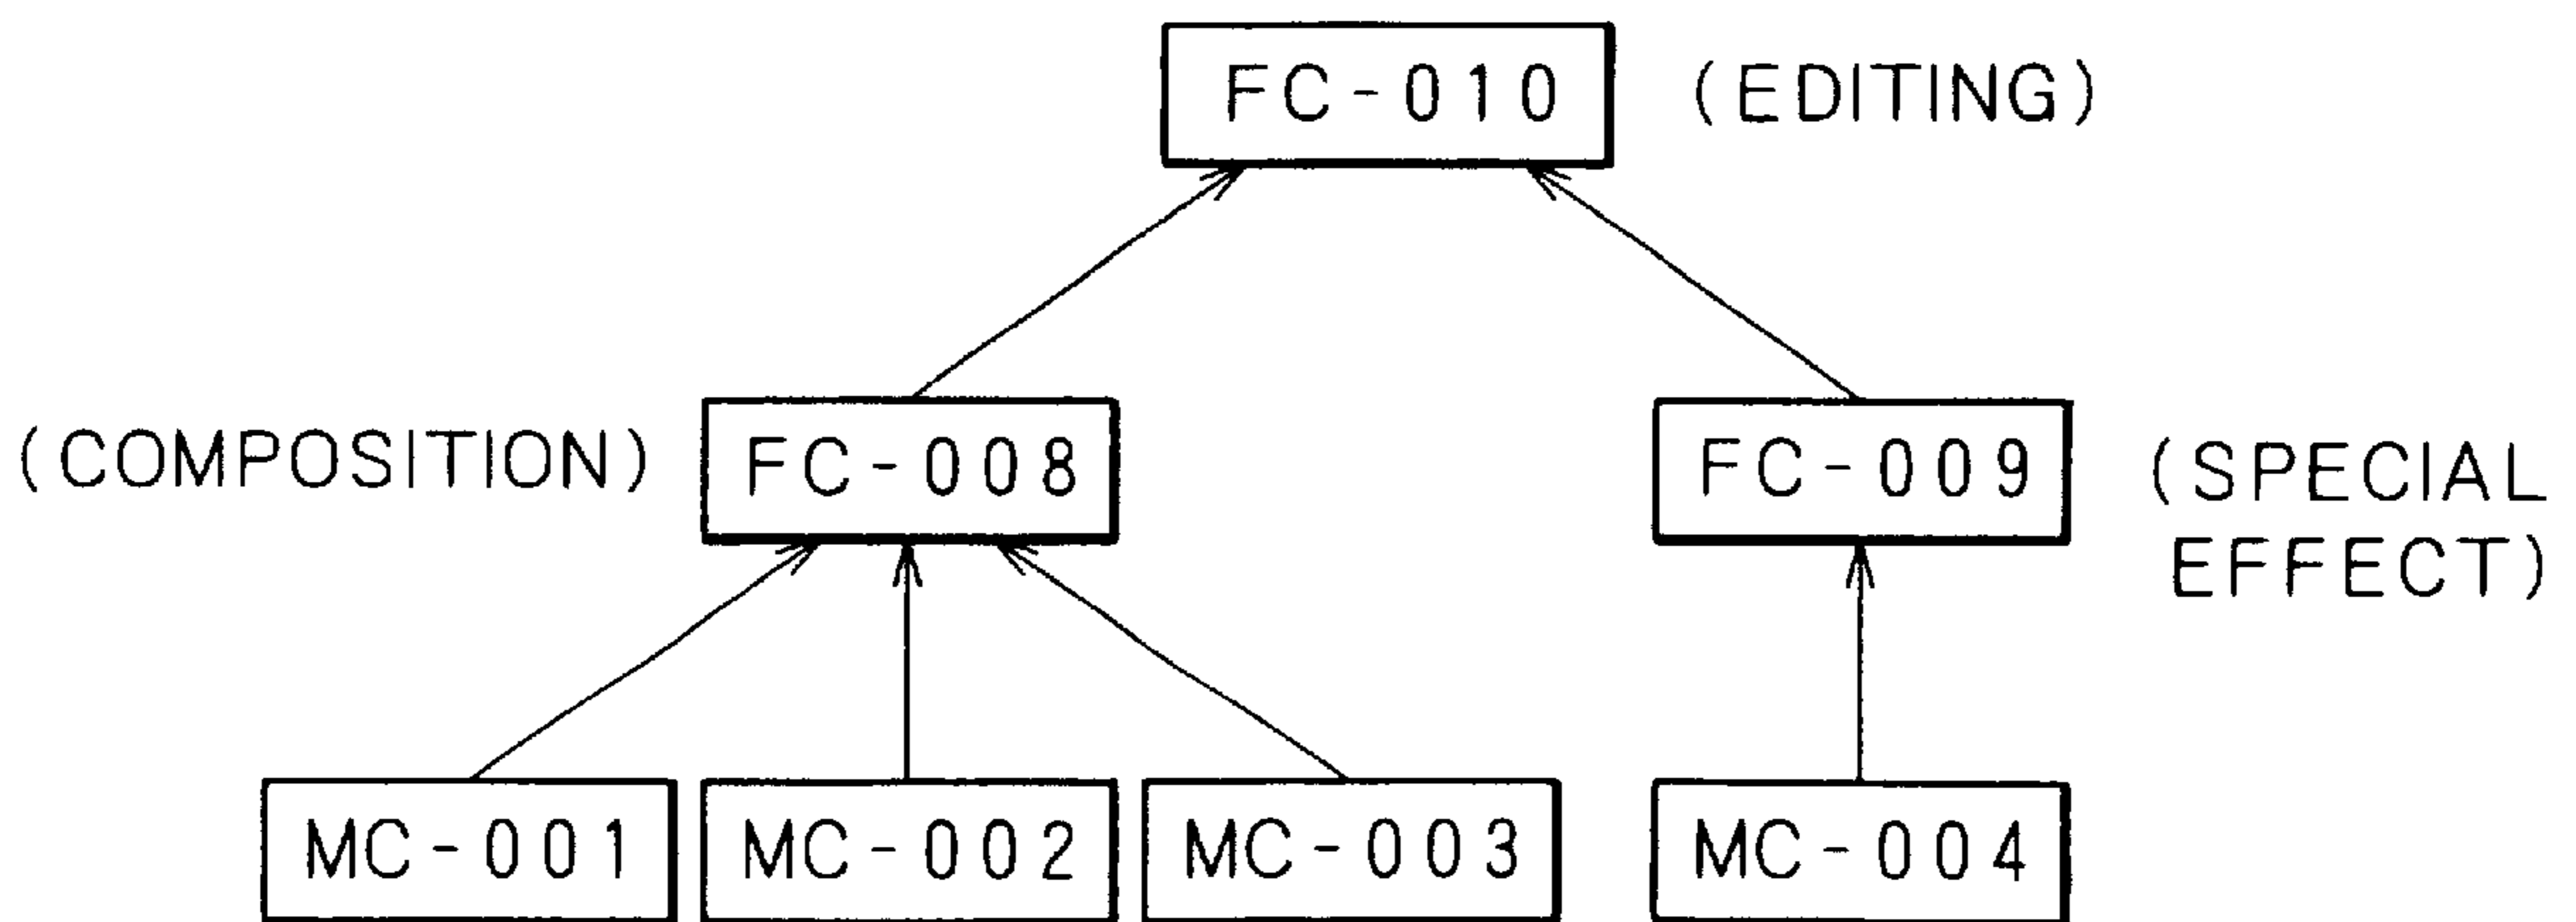 FC-010 (EDITING)
(COMPOSITION) FC-008 FC-009 (SPECIAL
EFFECT)
MC-001 MC-002 MC-003 MC-004